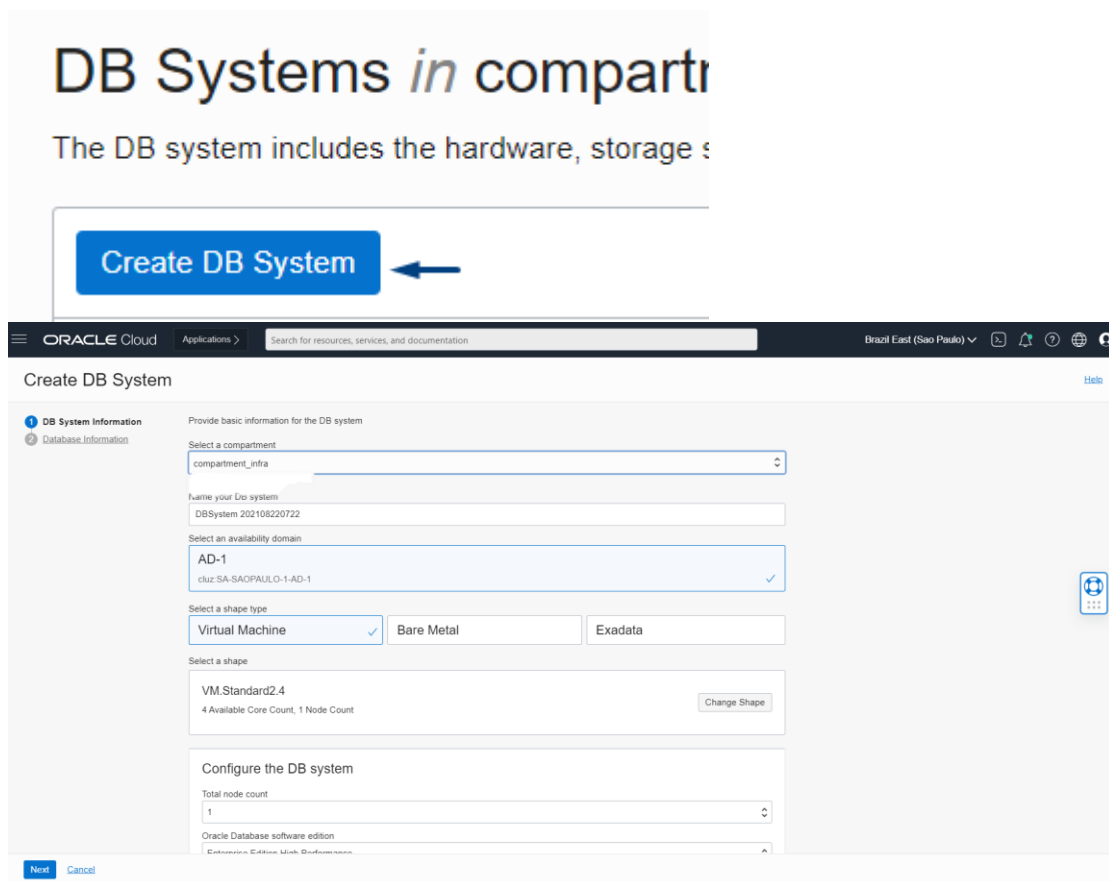 DB Systems in compartr
The DB system includes the hardware, storage s
Create DB System
ORACLE Cloud Applications > Search for resources, services, and documentation Brazil East (Sao Paulo)
Create DB System Help
1 DB System Information
2 Database Information
Provide basic information for the DB system
Select a compartment
compartment_infra
Name your DB system
DBSystem 202108220722
Select an availability domain
AD-1
cluz:SA-SAOPAULO-1-AD-1
Select a shape type
Virtual Machine Bare Metal Exadata
Select a shape
VM.Standard2.4
4 Available Core Count, 1 Node Count
Change Shape
Configure the DB system
Total node count
1
Oracle Database software edition
Enterprise Edition High Performance
Next Cancel